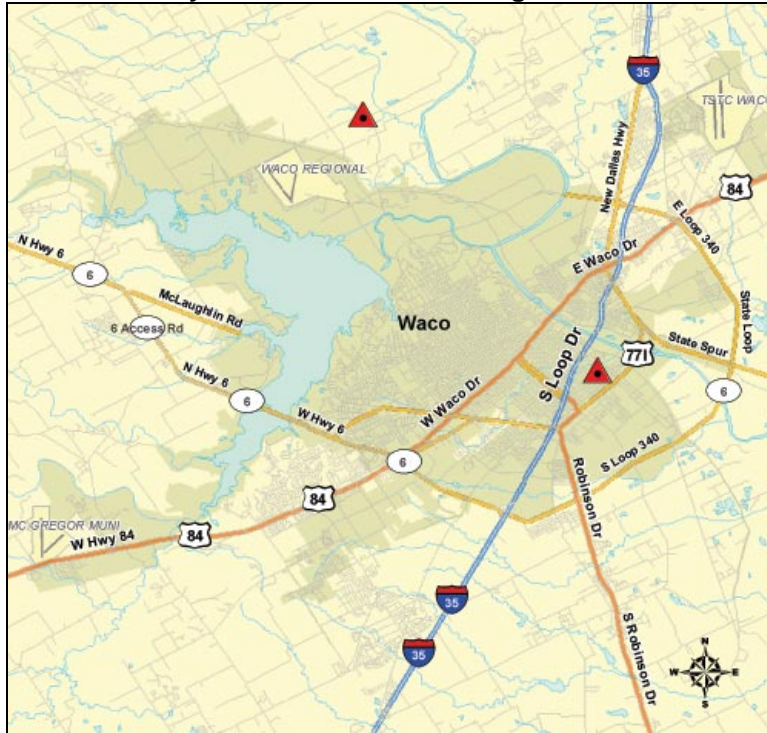 35
TSTC WACO
New Dallas Hwy
WACO REGIONAL
84
E Loop 340
N Hwy 6
E Waco Dr
6
McLaughlin Rd
State Loop
6 Access Rd
6
Waco
State Spur
771
S Loop Dr
N Hwy 6
W Waco Dr
6
6
W Hwy 6
6
S Loop 340
84
Robinson Dr
MC GREGOR MUNI
W Hwy 84
84
35
35
S Robinson Dr
N
W
E
S